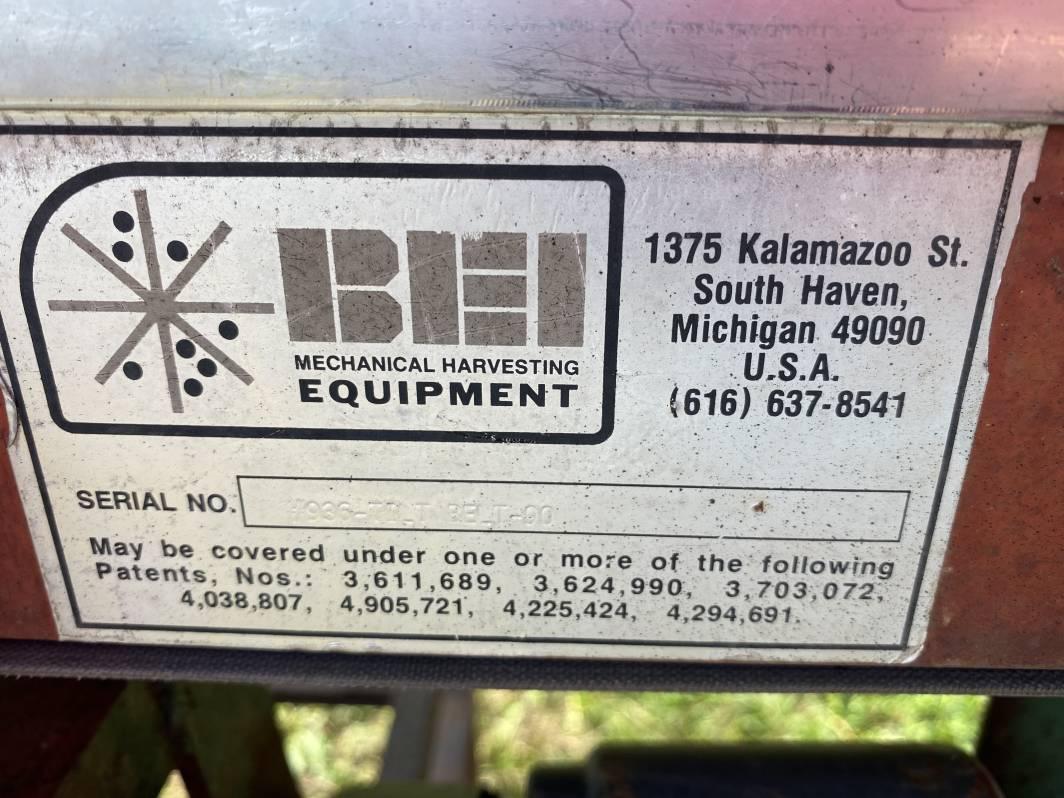 BEI
MECHANICAL HARVESTING
EQUIPMENT
1375 Kalamazoo St.
South Haven,
Michigan 49090
U.S.A.
(616) 637-8541
SERIAL NO.
May be covered under one or more of the following
Patents, Nos.: 3,611,689, 3,624,990, 3,703,072,
4,038,807, 4,905,721, 4,225,424, 4,294,691.